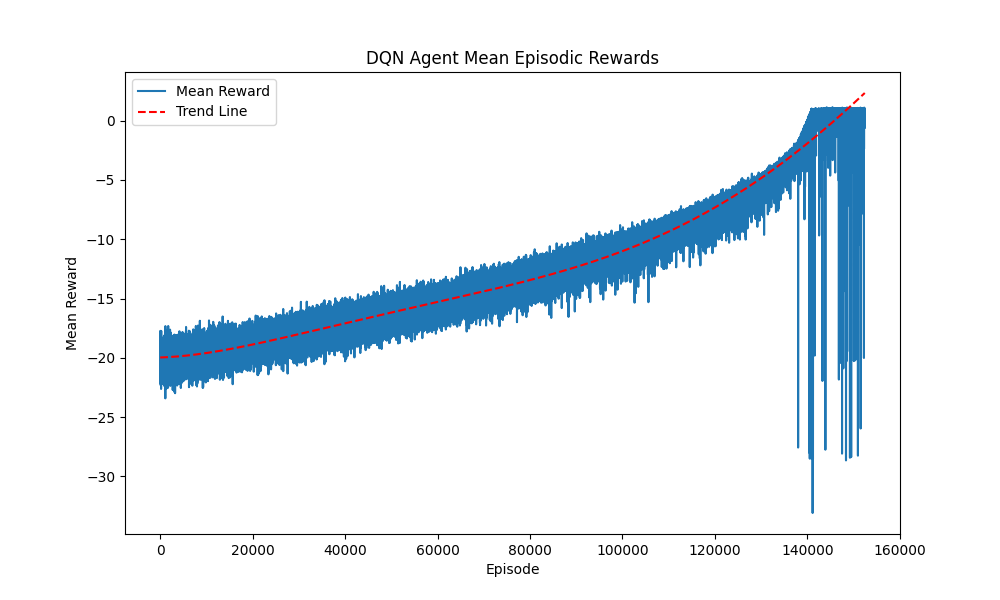 DQN Agent Mean Episodic Rewards
Mean Reward
Trend Line
0
−5
−10
−15
−20
−25
−30
Mean Reward
0 20000 40000 60000 80000 100000 120000 140000 160000
Episode